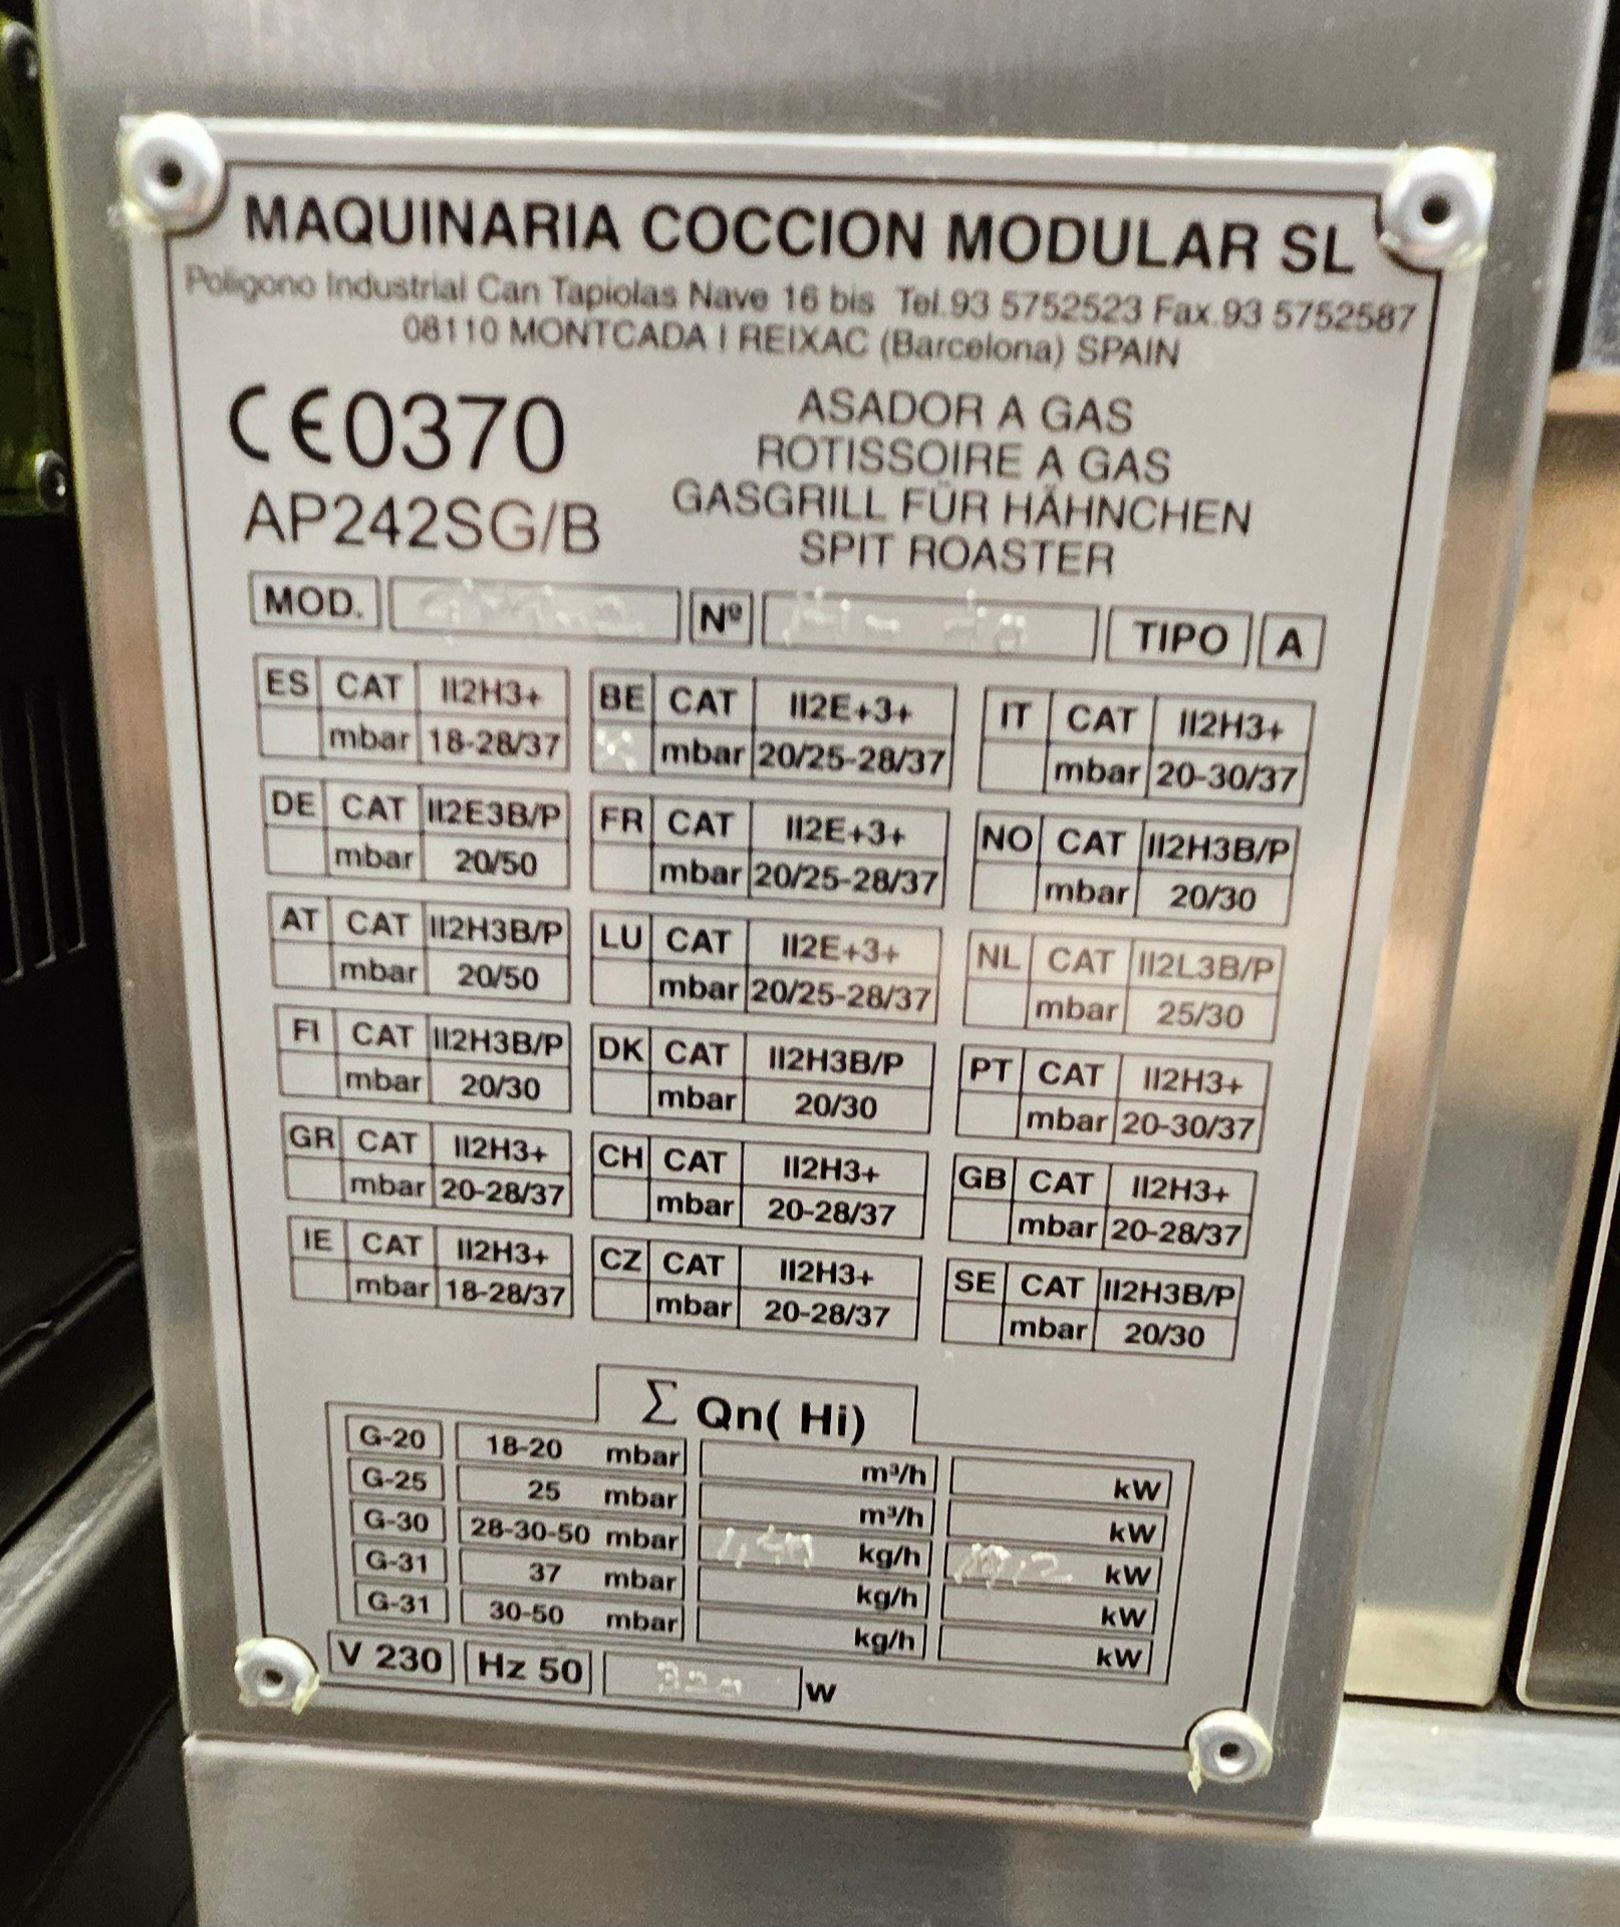 MAQUINARIA COCCION MODULAR SL
Poligono Industrial Can Tapiolas Nave 16 bis Tel.93 5752523 Fax.93 5752587
08110 MONTCADA I REIXAC (Barcelona) SPAIN
CE0370
AP242SG/B
ASADOR A GAS
ROTISSOIRE A GAS
GASGRILL FÜR HÄHNCHEN
SPIT ROASTER
MOD. Nº TIPO A
ES CAT II2H3+ BE CAT II2E+3+ IT CAT II2H3+
mbar 18-28/37 mbar 20/25-28/37 mbar 20-30/37
DE CAT II2E3B/P FR CAT II2E+3+ NO CAT II2H3B/P
mbar 20/50 mbar 20/25-28/37 mbar 20/30
AT CAT II2H3B/P LU CAT II2E+3+ NL CAT II2L3B/P
mbar 20/50 mbar 20/25-28/37 mbar 25/30
FI CAT II2H3B/P DK CAT II2H3B/P PT CAT II2H3+
mbar 20/30 mbar 20/30 mbar 20-30/37
GR CAT II2H3+ CH CAT II2H3+ GB CAT II2H3+
mbar 20-28/37 mbar 20-28/37 mbar 20-28/37
IE CAT II2H3+ CZ CAT II2H3+ SE CAT II2H3B/P
mbar 18-28/37 mbar 20-28/37 mbar 20/30
Σ Qn( Hi)
G-20 18-20 mbar m³/h kW
G-25 25 mbar m³/h kW
G-30 28-30-50 mbar kg/h kW
G-31 37 mbar kg/h kW
G-31 30-50 mbar kg/h kW
V 230 Hz 50 W